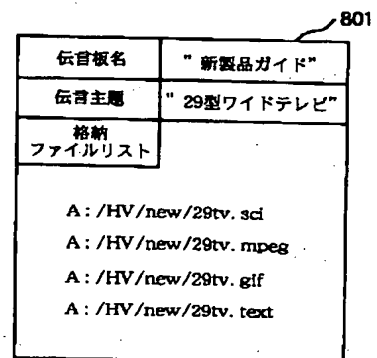 801
伝言板名 " 新製品ガイド"
伝言主題 " 29型ワイドテレビ"
格納
ファイルリスト
A : /HV/new/29tv. sci
A : /HV/new/29tv. mpeg
A : /HV/new/29tv. gif
A : /HV/new/29tv. text